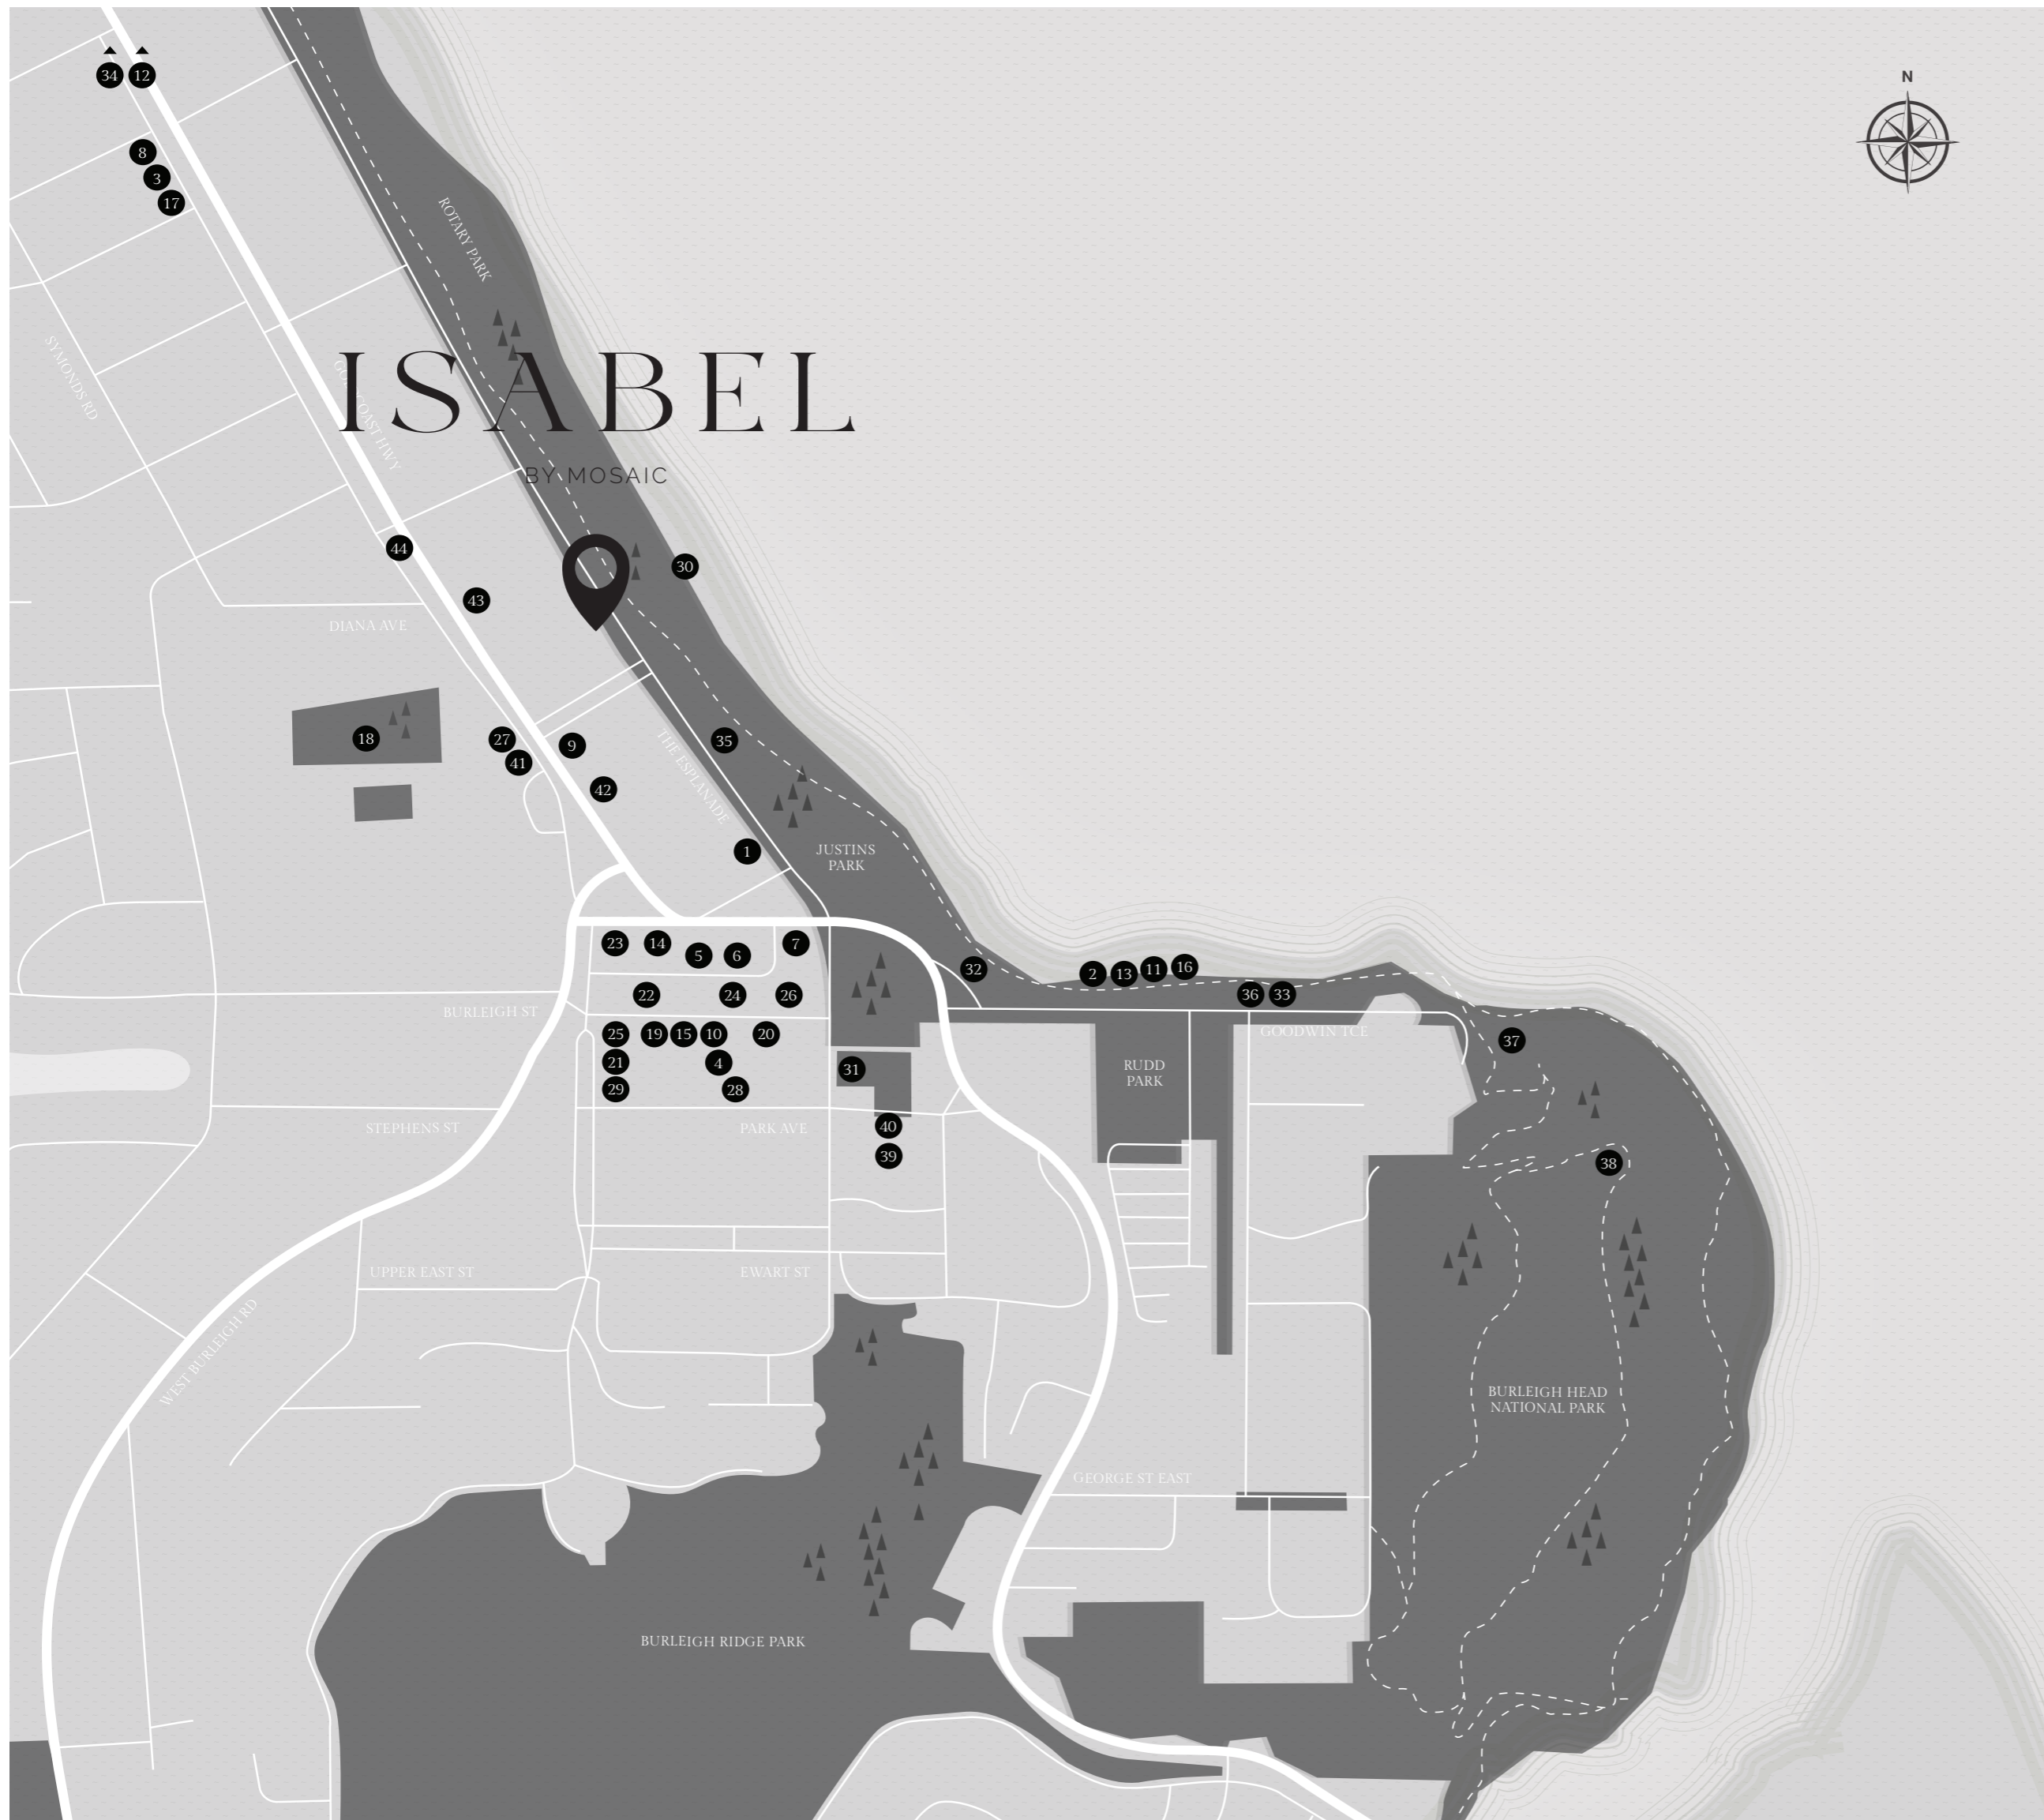 N
34 12
8
3
17
ROTARY PARK
SYMONDS RD
GOLD COAST HWY
ISABEL
BY MOSAIC
44
30
43
DIANA AVE
18
27
9
35
41
42
THE ESPLANADE
1
JUSTINS
PARK
23 14 5 6 7
32 2 13 11 16
22 24 26
36 33
BURLEIGH ST
GOODWIN TCE
25 19 15 10 20
37
21 4
31
RUDD
PARK
29 28
STEPHENS ST
PARK AVE
40
39
38
UPPER EAST ST
EWART ST
WEST BURLEIGH RD
BURLEIGH HEAD
NATIONAL PARK
GEORGE ST EAST
BURLEIGH RIDGE PARK